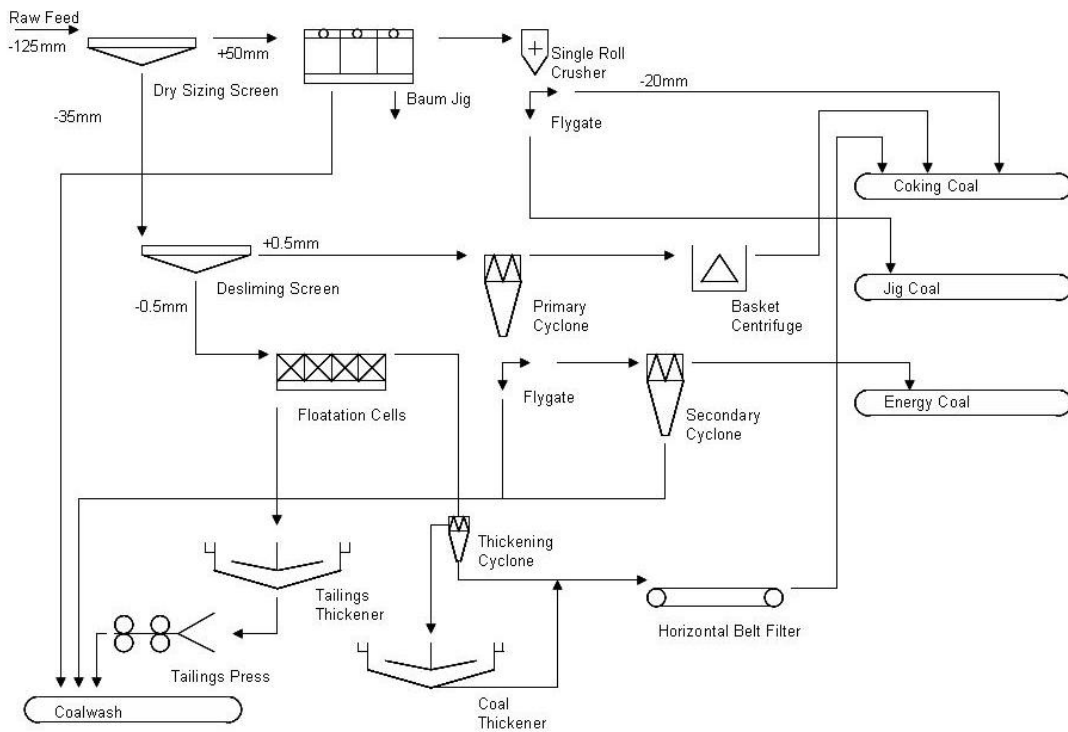 Raw Feed
-125mm
+50mm
Single Roll
Crusher
-20mm
Dry Sizing Screen
Baum Jig
-35mm
Flygate
Coking Coal
+0.5mm
Desliming Screen
-0.5mm
Primary
Cyclone
Basket
Centrifuge
Jig Coal
Floatation Cells
Flygate
Secondary
Cyclone
Energy Coal
Thickening
Cyclone
Tailings
Thickener
Horizontal Belt Filter
Tailings Press
Coal
Thickener
Coalwash